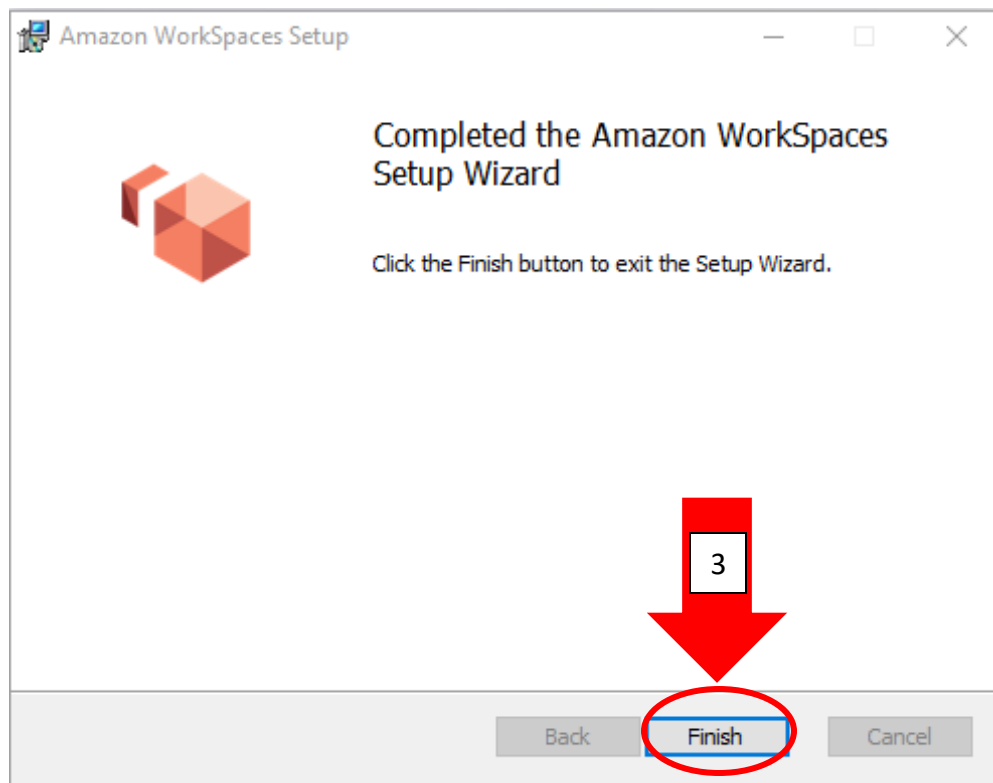 Amazon WorkSpaces Setup
Completed the Amazon WorkSpaces
Setup Wizard
Click the Finish button to exit the Setup Wizard.
3
Back Finish Cancel